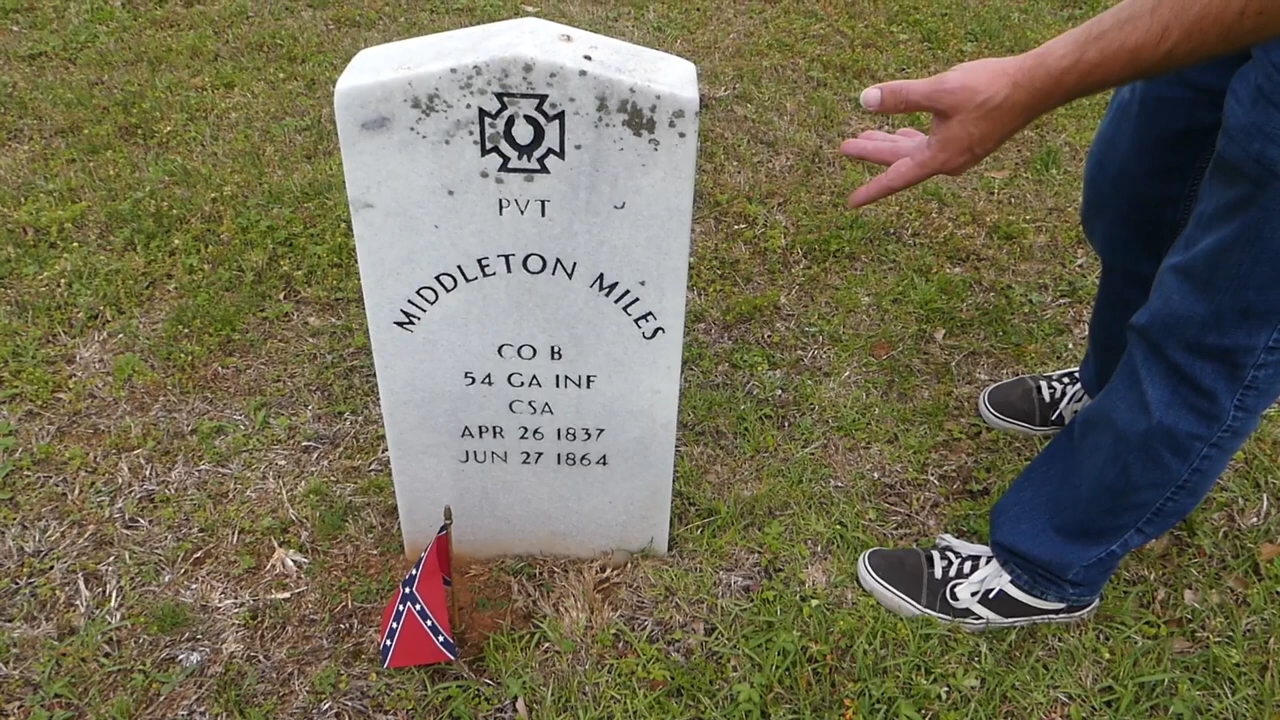 PVT
MIDDLETON MILES
CO B
54 GA INF
CSA
APR 26 1837
JUN 27 1864